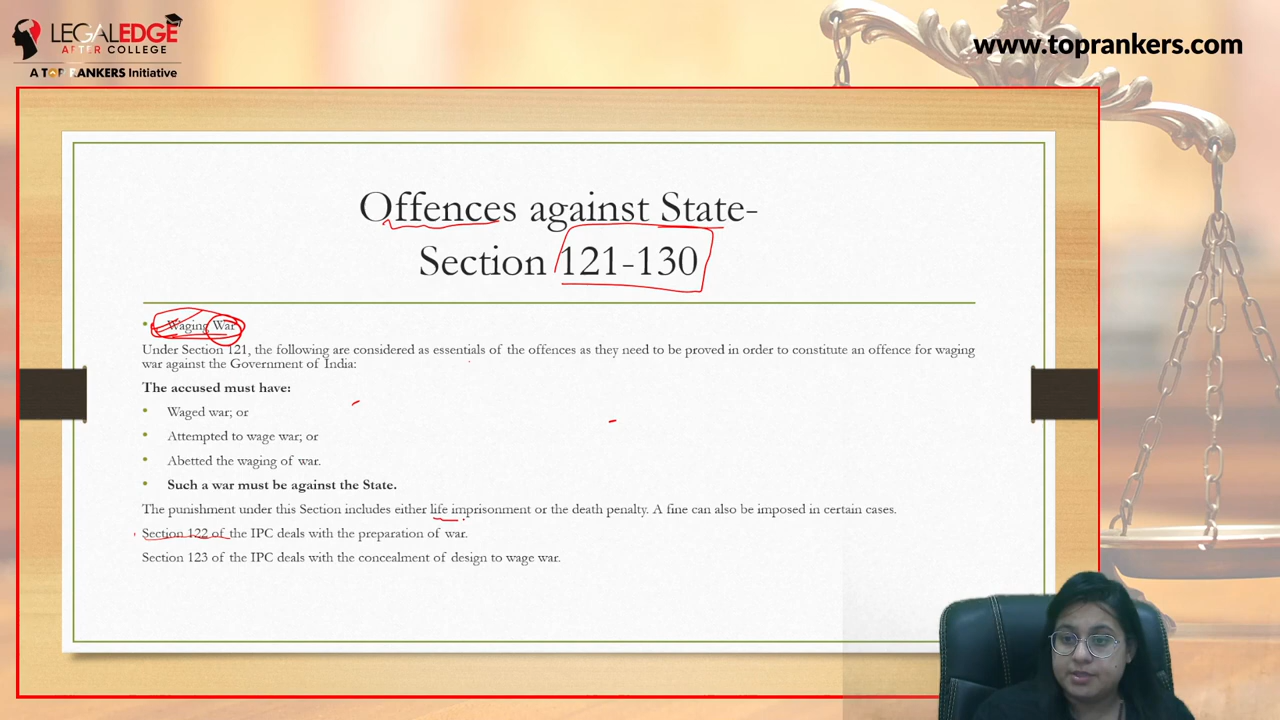 LEGALEDGE
AFTER COLLEGE
A TOP RANKERS Initiative
www.toprankers.com
Offences against State-
Section 121-130
• Waging War
Under Section 121, the following are considered as essentials of the offences as they need to be proved in order to constitute an offence for waging
war against the Government of India:
The accused must have:
• Waged war; or
• Attempted to wage war; or
• Abetted the waging of war.
• Such a war must be against the State.
The punishment under this Section includes either life imprisonment or the death penalty. A fine can also be imposed in certain cases.
Section 122 of the IPC deals with the preparation of war.
Section 123 of the IPC deals with the concealment of design to wage war.